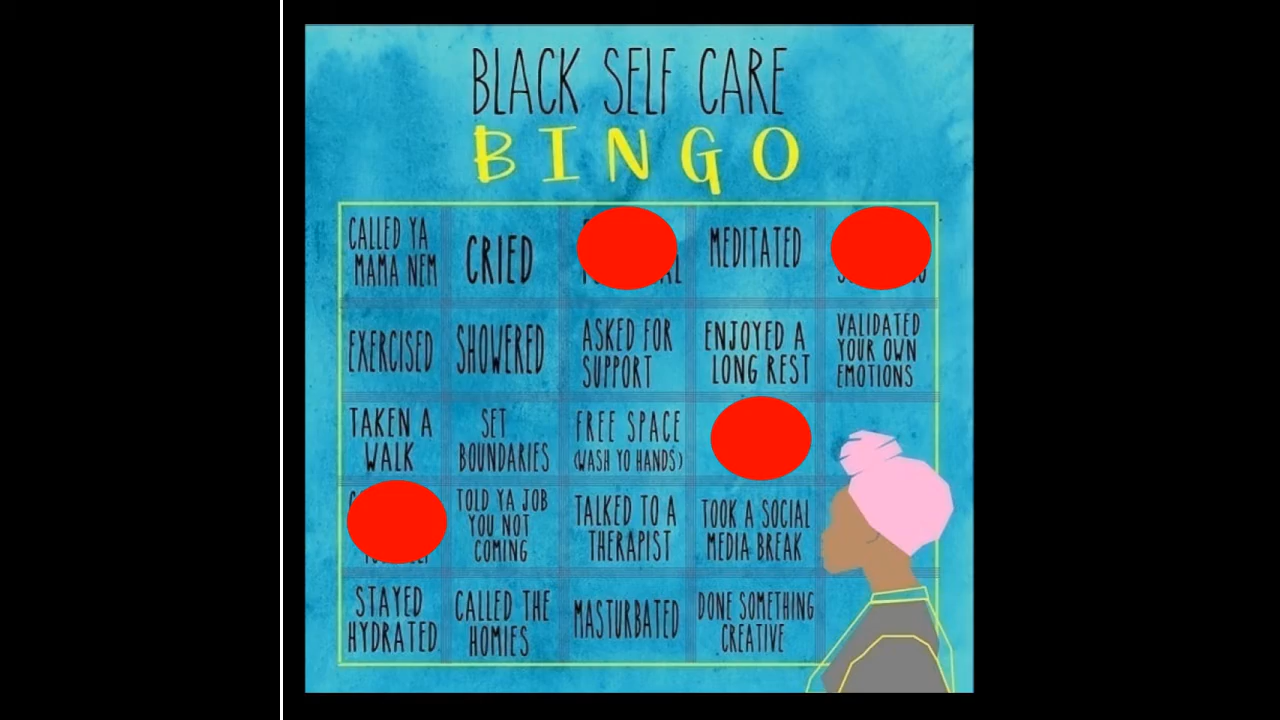 BLACK SELF CARE
BINGO
CALLED YA
MAMA NEM
CRIED
MEDITATED
EXERCISED
SHOWERED
ASKED FOR
SUPPORT
ENJOYED A
LONG REST
VALIDATED
YOUR OWN
EMOTIONS
TAKEN A
WALK
SET
BOUNDARIES
FREE SPACE
(WASH YO HANDS)
TOLD YA JOB
YOU NOT
COMING
TALKED TO A
THERAPIST
TOOK A SOCIAL
MEDIA BREAK
STAYED
HYDRATED
CALLED THE
HOMIES
MASTURBATED
DONE SOMETHING
CREATIVE